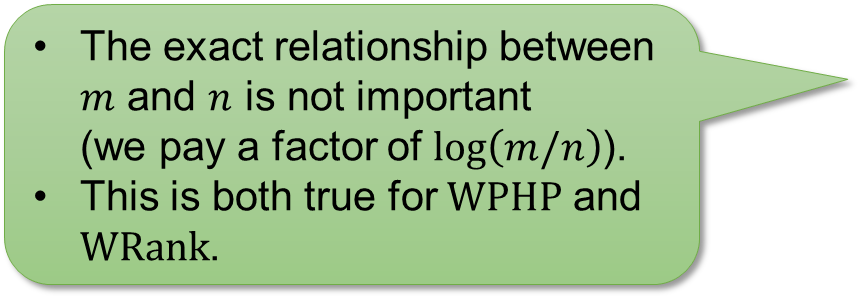 • The exact relationship between
𝑚 and 𝑛 is not important
(we pay a factor of log(𝑚/𝑛)).
• This is both true for WPHP and
WRank.